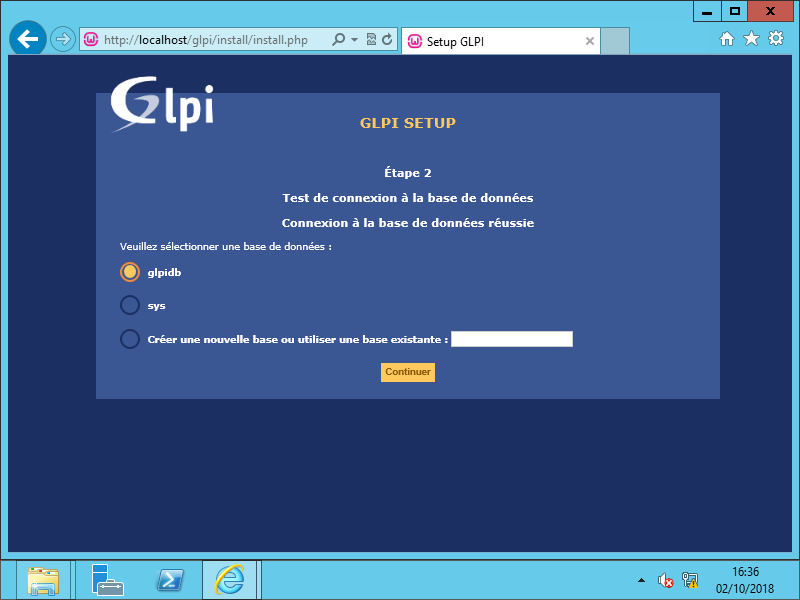 http://localhost/glpi/install/install.php
Setup GLPI
Glpi
GLPI SETUP
Étape 2
Test de connexion à la base de données
Connexion à la base de données réussie
Veuillez sélectionner une base de données :
glpidb
sys
Créer une nouvelle base ou utiliser une base existante :
Continuer
16:36
02/10/2018